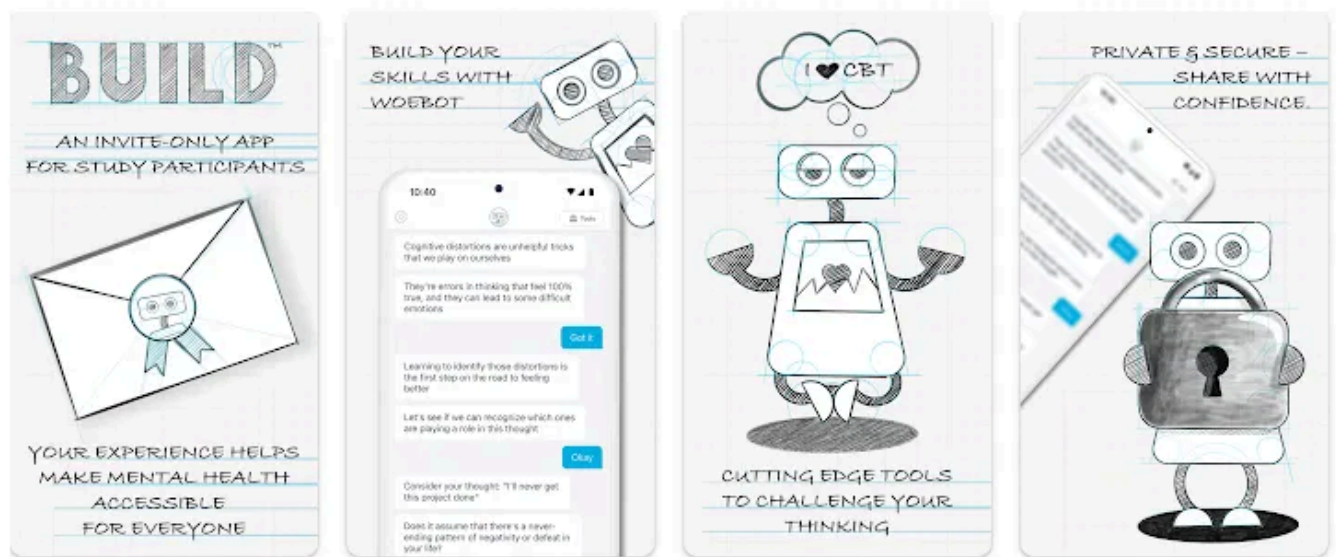 BUILD™
AN INVITE-ONLY APP
FOR STUDY PARTICIPANTS
YOUR EXPERIENCE HELPS
MAKE MENTAL HEALTH
ACCESSIBLE
FOR EVERYONE
BUILD YOUR
SKILLS WITH
WOEBOT
10:40
Tools
Cognitive distortions are unhelpful tricks
that we play on ourselves
They're errors in thinking that feel 100%
true, and they can lead to some difficult
emotions
Got it
Learning to identify those distortions is
the first step on the road to feeling
better
Let's see if we can recognize which ones
are playing a role in this thought
Okay
Consider your thought: "I'll never get
this project done"
Does it assume that there's a never-
ending pattern of negativity or defeat in
your life?
I ♥ CBT
CUTTING EDGE TOOLS
TO CHALLENGE YOUR
THINKING
PRIVATE & SECURE –
SHARE WITH
CONFIDENCE.